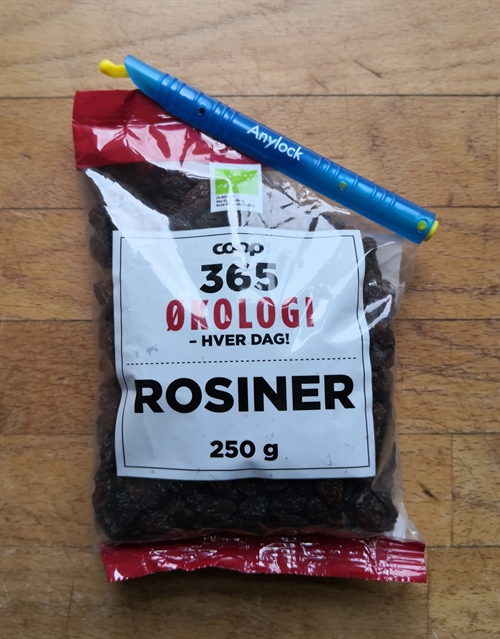 Anylock
coop
365
ØKOLOGI
– HVER DAG!
ROSINER
250 g